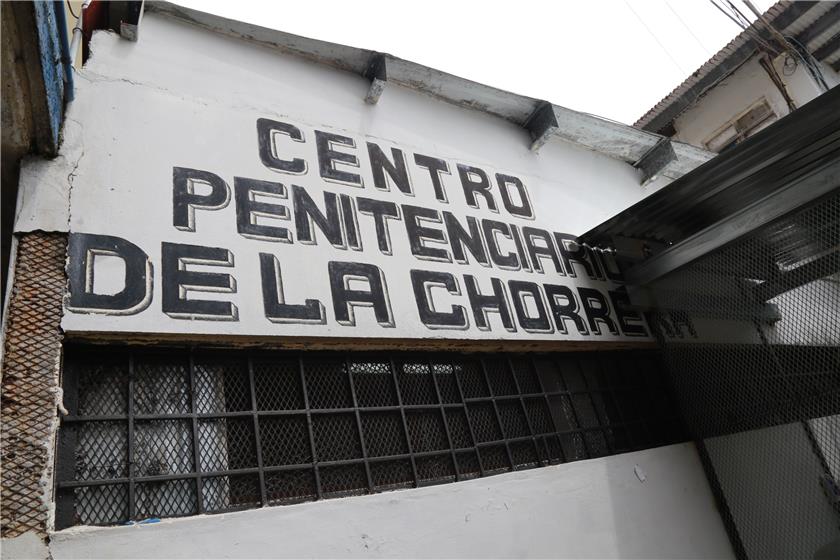 CENTRO
PENITENCIARIO
DE LA CHORRERA